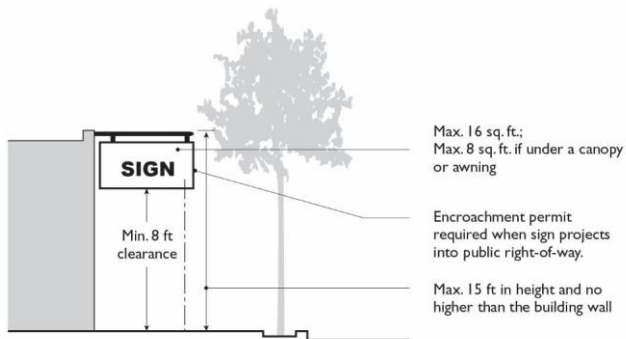 SIGN
Min. 8 ft
clearance
Max. 16 sq. ft.;
Max. 8 sq. ft. if under a canopy
or awning
Encroachment permit
required when sign projects
into public right-of-way.
Max. 15 ft in height and no
higher than the building wall